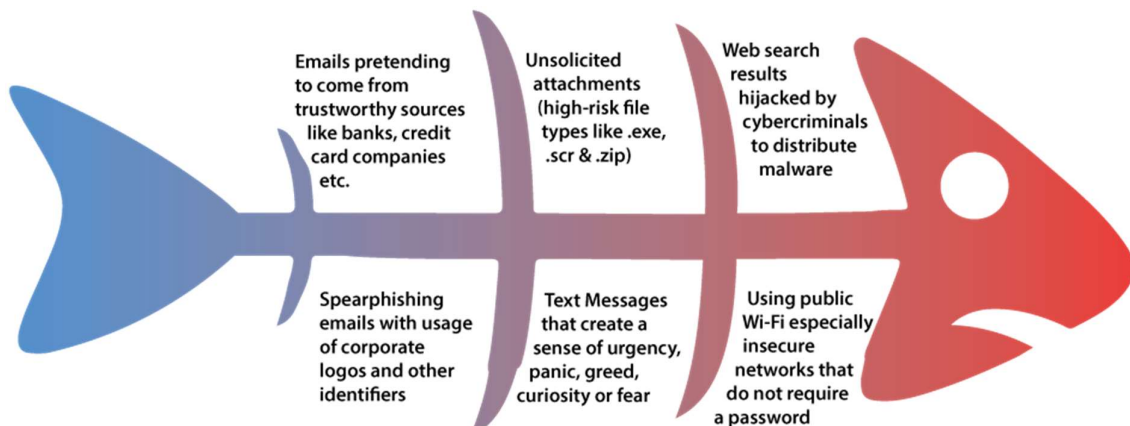 Emails pretending
to come from
trustworthy sources
like banks, credit
card companies
etc.
Unsolicited
attachments
(high-risk file
types like .exe,
.scr & .zip)
Web search
results
hijacked by
cybercriminals
to distribute
malware
Spearphishing
emails with usage
of corporate
logos and other
identifiers
Text Messages
that create a
sense of urgency,
panic, greed,
curiosity or fear
Using public
Wi-Fi especially
insecure
networks that
do not require
a password